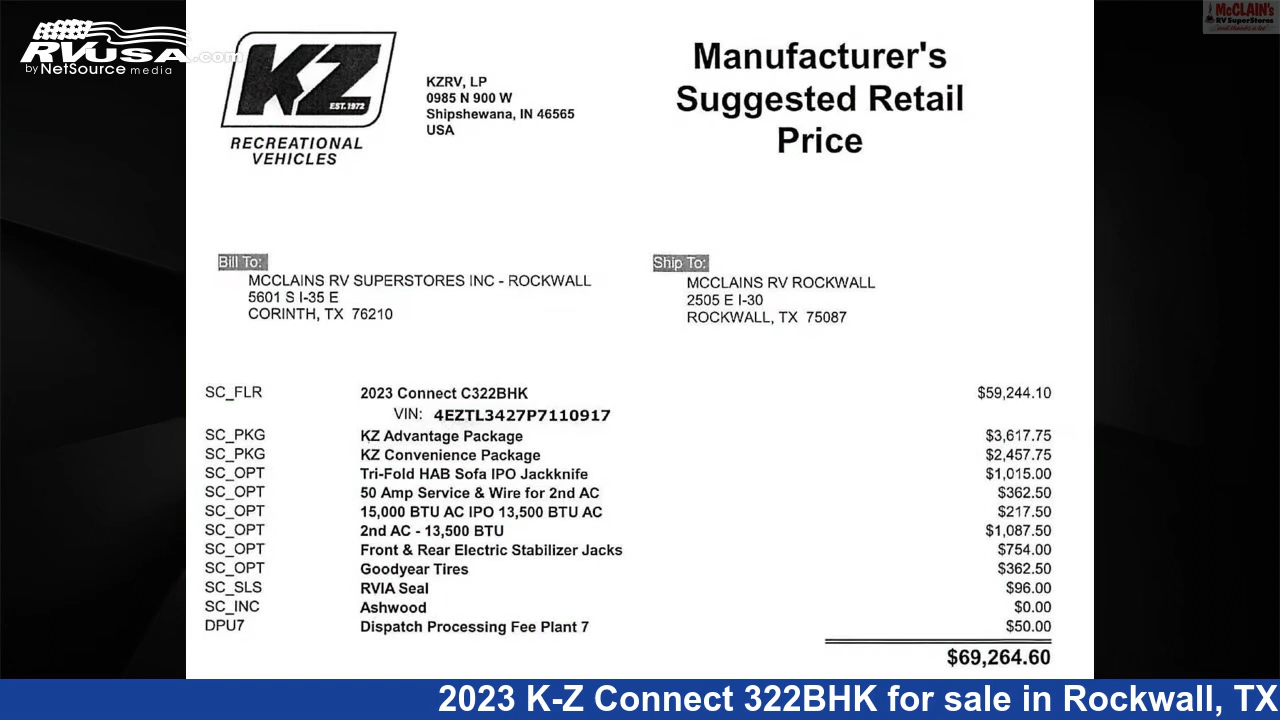 RVUSA.com
by NetSource media
McCLAIN's
RV SuperStores
KZ
EST. 1972
RECREATIONAL
VEHICLES
KZRV, LP
0985 N 900 W
Shipshewana, IN 46565
USA
Manufacturer's
Suggested Retail
Price
Bill To:
MCCLAINS RV SUPERSTORES INC - ROCKWALL
5601 S I-35 E
CORINTH, TX 76210
Ship To:
MCCLAINS RV ROCKWALL
2505 E I-30
ROCKWALL, TX 75087
SC_FLR 2023 Connect C322BHK $59,244.10
VIN: 4EZTL3427P7110917
SC_PKG KZ Advantage Package $3,617.75
SC_PKG KZ Convenience Package $2,457.75
SC_OPT Tri-Fold HAB Sofa IPO Jackknife $1,015.00
SC_OPT 50 Amp Service & Wire for 2nd AC $362.50
SC_OPT 15,000 BTU AC IPO 13,500 BTU AC $217.50
SC_OPT 2nd AC - 13,500 BTU $1,087.50
SC_OPT Front & Rear Electric Stabilizer Jacks $754.00
SC_OPT Goodyear Tires $362.50
SC_SLS RVIA Seal $96.00
SC_INC Ashwood $0.00
DPU7 Dispatch Processing Fee Plant 7 $50.00
$69,264.60
2023 K-Z Connect 322BHK for sale in Rockwall, TX